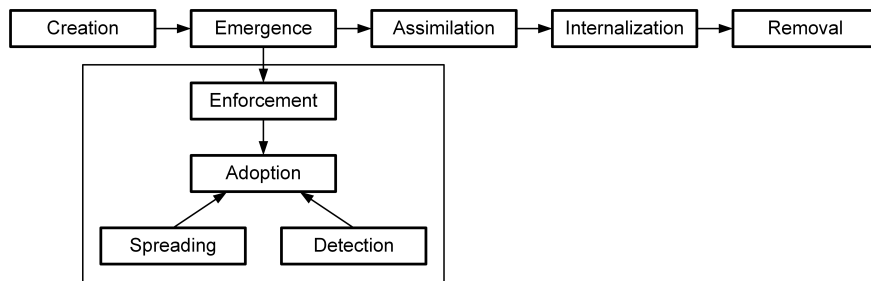 Creation
Emergence
Assimilation
Internalization
Removal
Enforcement
Adoption
Spreading
Detection